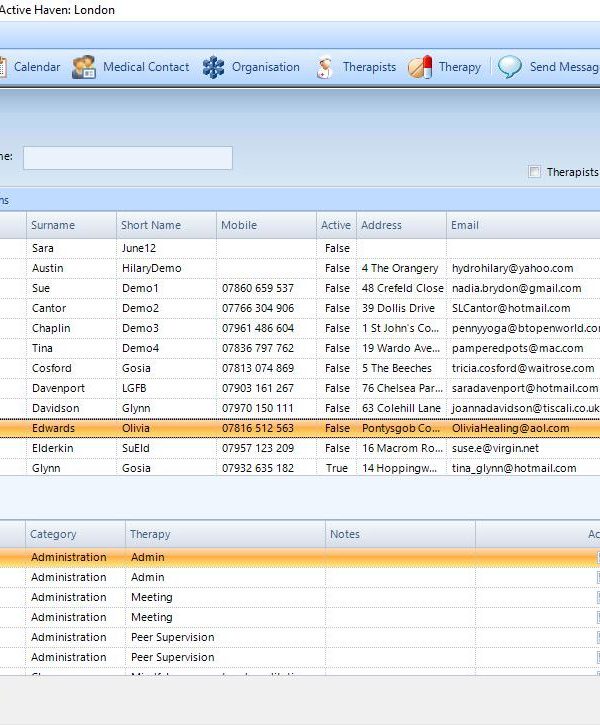 Active Haven: London
Calendar Medical Contact Organisation Therapists Therapy Send Messag
ne:
Therapists
ns
Surname Short Name Mobile Active Address Email
Sara June12 False
Austin HilaryDemo False 4 The Orangery hydrohilary@yahoo.com
Sue Demo1 07860 659 537 False 48 Crefeld Close nadia.brydon@gmail.com
Cantor Demo2 07766 304 906 False 39 Dollis Drive SLCantor@hotmail.com
Chaplin Demo3 07961 486 604 False 1 St John's Co... pennyyoga@btopenworld.co
Tina Demo4 07836 797 762 False 19 Wardo Ave... pamperedpots@mac.com
Cosford Gosia 07813 074 869 False 5 The Beeches tricia.cosford@waitrose.com
Davenport LGFB 07903 161 267 False 76 Chelsea Par... saradavenport@hotmail.com
Davidson Glynn 07970 150 111 False 63 Colehill Lane joannadavidson@tiscali.co.uk
Edwards Olivia 07816 512 563 False Pontysgob Co... OliviaHealing@aol.com
Elderkin SuEld 07957 123 209 False 16 Macrom Ro... suse.e@virgin.net
Glynn Gosia 07932 635 182 True 14 Hoppingw... tina_glynn@hotmail.com
Category Therapy Notes Ac
Administration Admin
Administration Admin
Administration Meeting
Administration Meeting
Administration Peer Supervision
Administration Peer Supervision